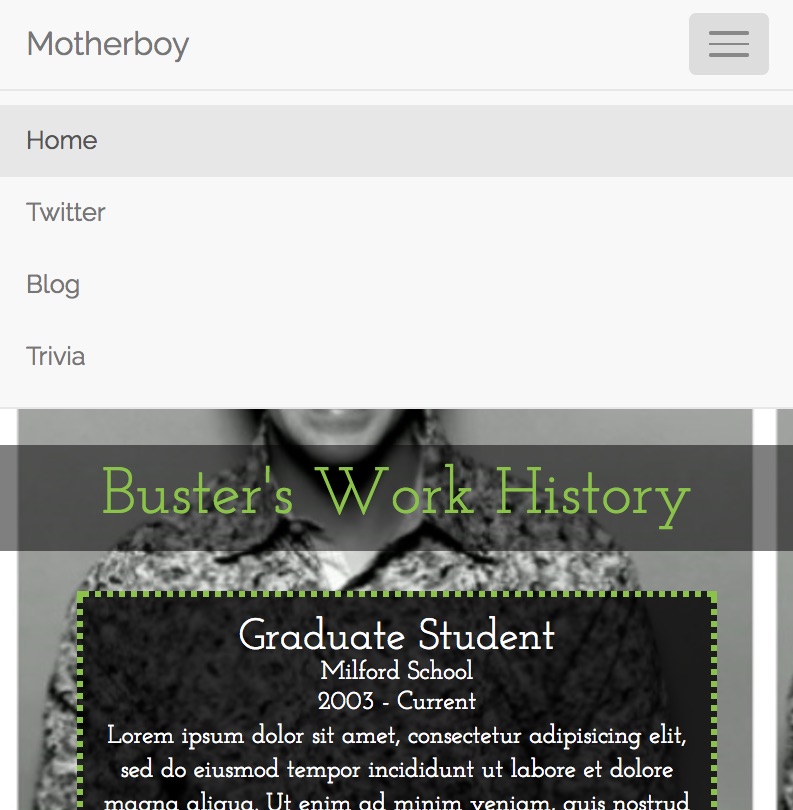 Motherboy
Home
Twitter
Blog
Trivia
Buster's Work History
Graduate Student
Milford School
2003 - Current
Lorem ipsum dolor sit amet, consectetur adipisicing elit,
sed do eiusmod tempor incididunt ut labore et dolore
magna aliqua. Ut enim ad minim veniam, quis nostrud